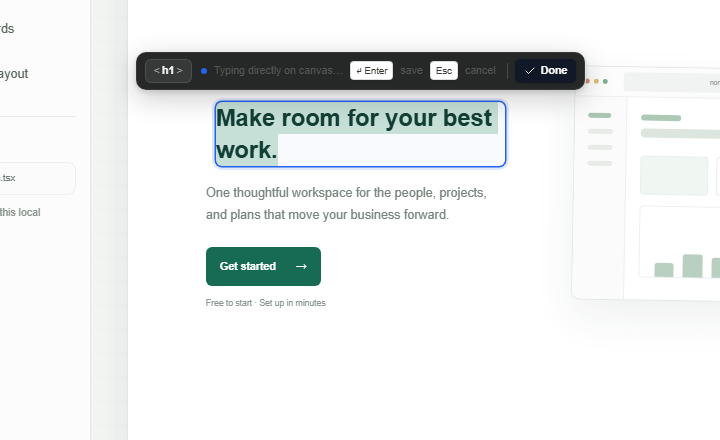 rds
ayout
.tsx
this local
<h1> Typing directly on canvas... ↵ Enter save Esc cancel ✓ Done
Make room for your best
work.
One thoughtful workspace for the people, projects,
and plans that move your business forward.
Get started →
Free to start · Set up in minutes
nor